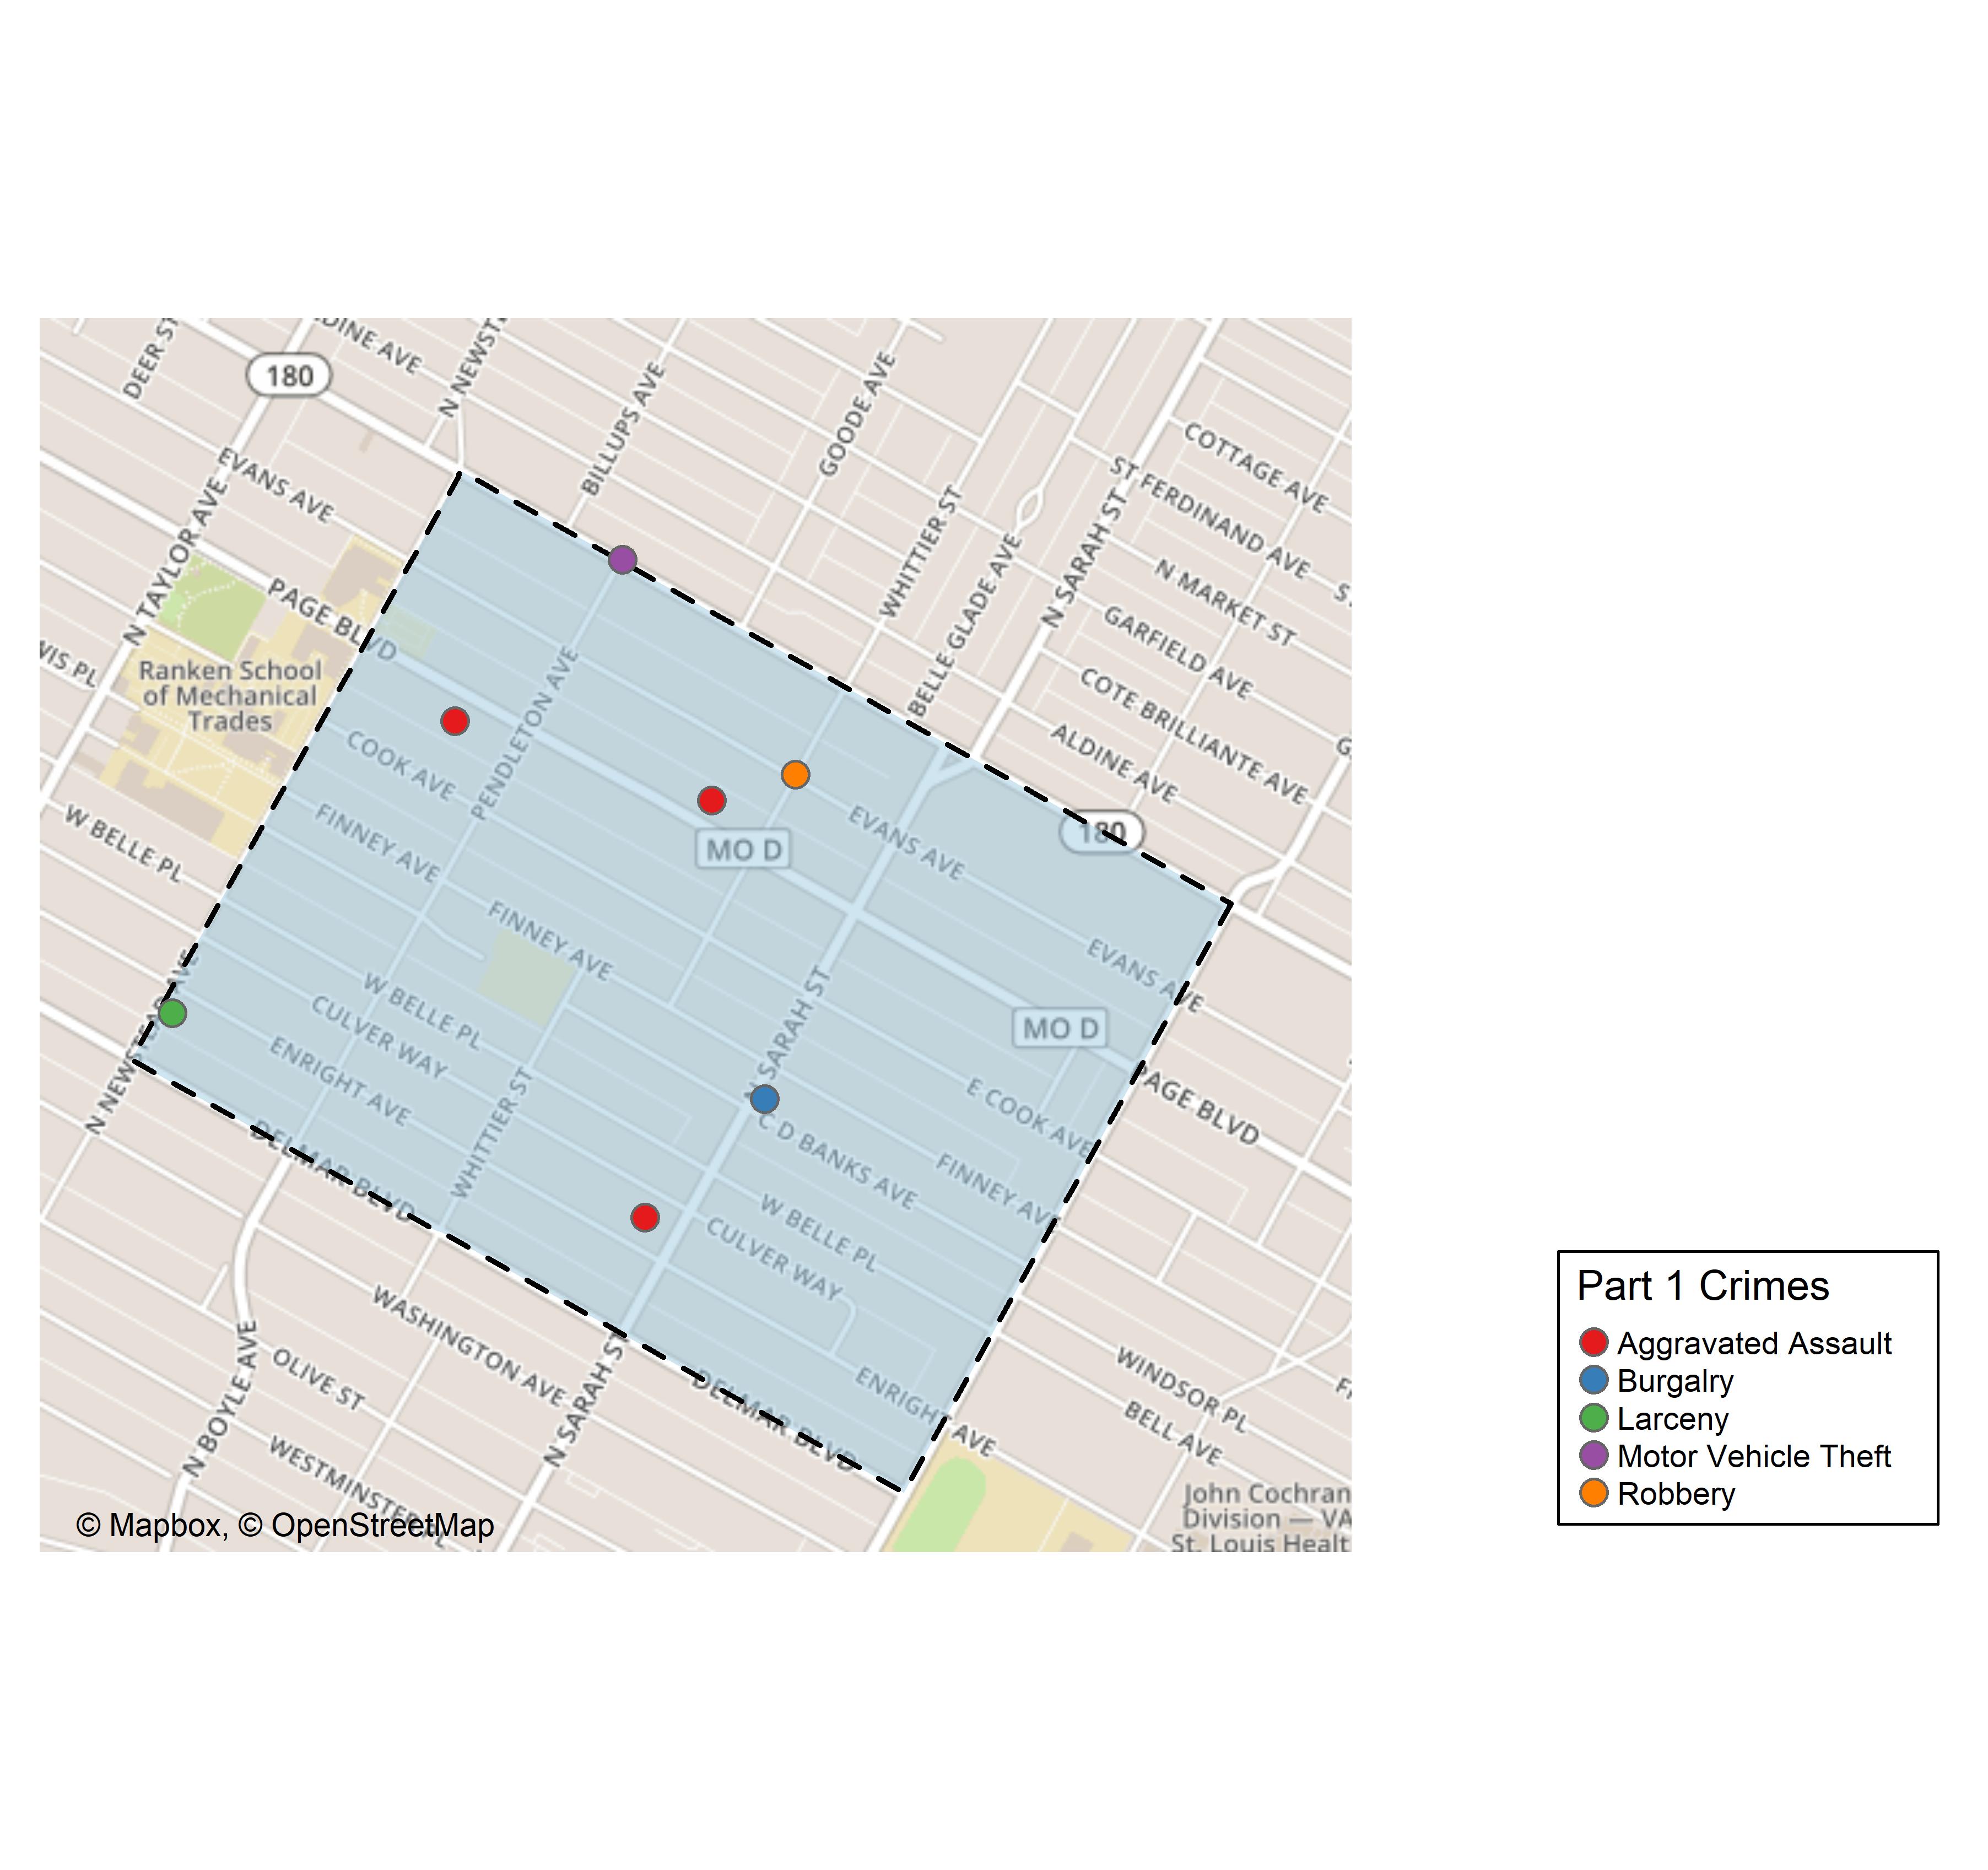 DEER ST
DINE AVE
N NEWST
180
BILLUPS AVE
GOODE AVE
COTTAGE AVE
EVANS AVE
ST FERDINAND AVE
WHITTIER ST
N SARAH ST
N TAYLOR AVE
BELLE GLADE AVE
N MARKET ST
S
PAGE BLVD
GARFIELD AVE
WIS PL
PENDLETON AVE
Ranken School
of Mechanical
Trades
COTE BRILLIANTE AVE
COOK AVE
ALDINE AVE
G
W BELLE PL
FINNEY AVE
MO D
EVANS AVE
180
FINNEY AVE
EVANS AVE
N NEWSTEAD AVE
W BELLE PL
CULVER WAY
N SARAH ST
MO D
ENRIGHT AVE
WHITTIER ST
E COOK AVE
PAGE BLVD
C D BANKS AVE
FINNEY AVE
DELMAR BLVD
W BELLE PL
CULVER WAY
WASHINGTON AVE
N BOYLE AVE
OLIVE ST
N SARAH ST
DELMAR BLVD
ENRIGHT AVE
WINDSOR PL
BELL AVE
F
WESTMINSTER PL
John Cochran
Division — VA
St. Louis Healt
© Mapbox, © OpenStreetMap
Part 1 Crimes
Aggravated Assault
Burgalry
Larceny
Motor Vehicle Theft
Robbery